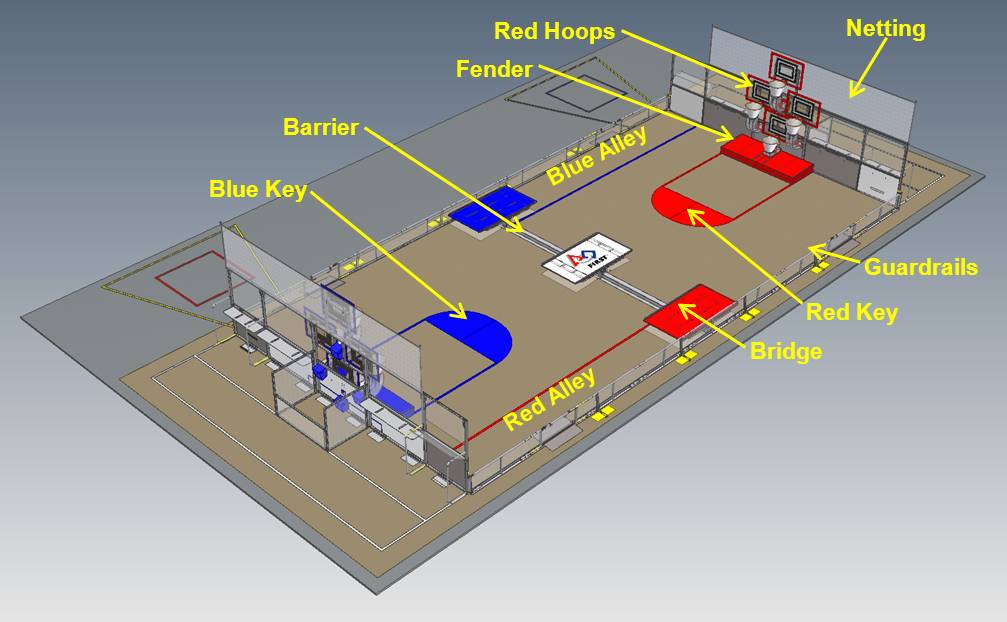 Red Hoops
Netting
Fender
Barrier
Blue Alley
Blue Key
FIRST
Guardrails
Red Key
Bridge
Red Alley